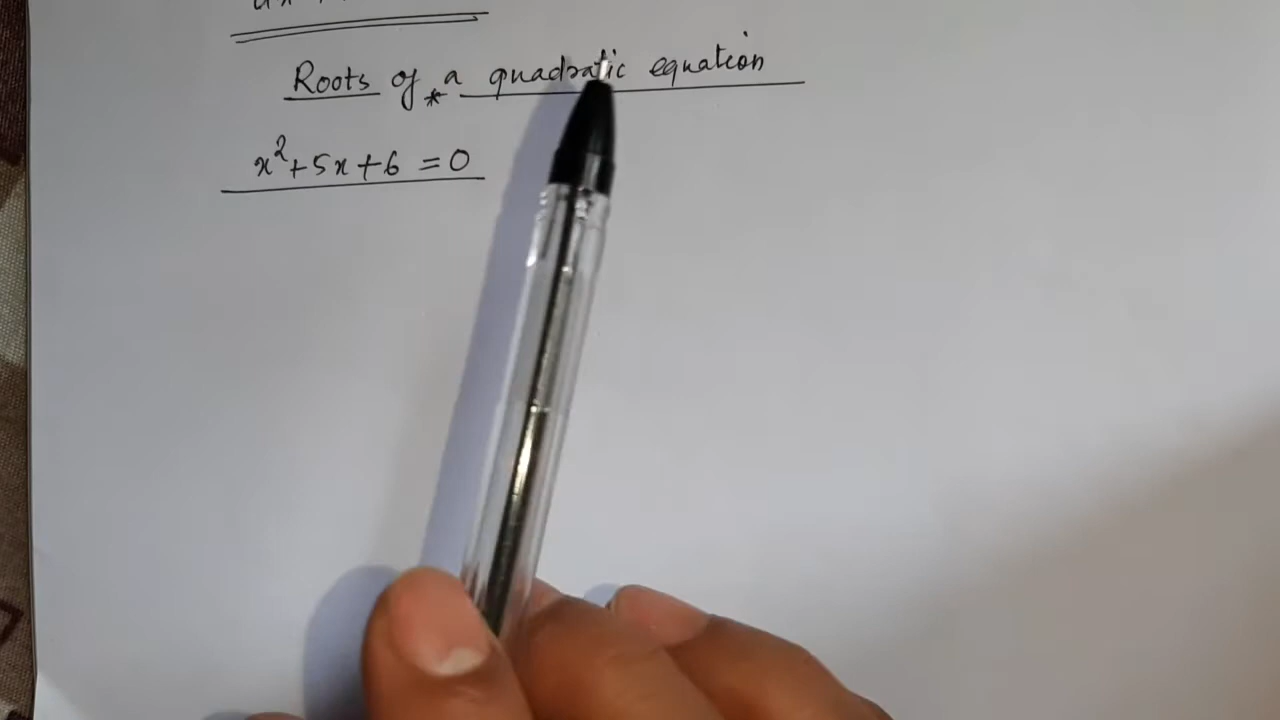 Roots of a quadratic equation
*
x²+5x+6 = 0